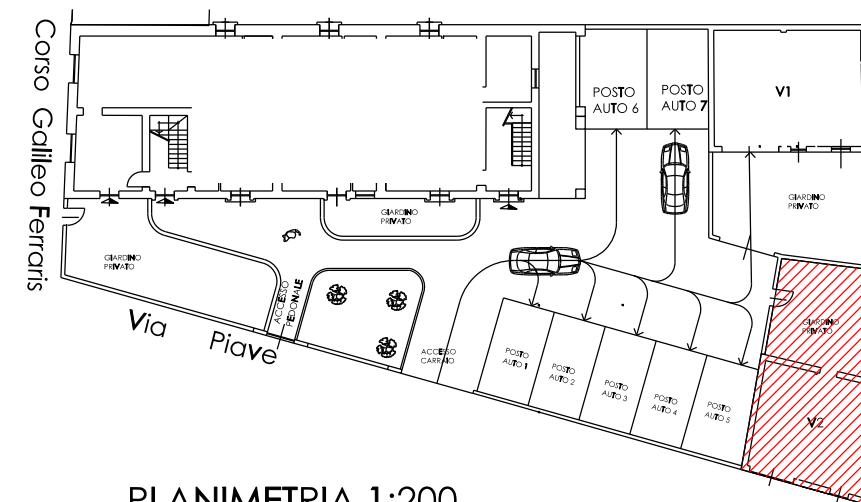 Corso Galileo Ferraris
POSTO
AUTO 6
POSTO
AUTO 7
V1
GIARDINO
PRIVATO
GIARDINO
PRIVATO
GIARDINO
PRIVATO
ACCESSO
PEDONALE
GIARDINO
PRIVATO
Via Piave
ACCESSO
CARRAIO
POSTO
AUTO 1
POSTO
AUTO 2
POSTO
AUTO 3
POSTO
AUTO 4
POSTO
AUTO 5
V2
PLANIMETRIA 1:200